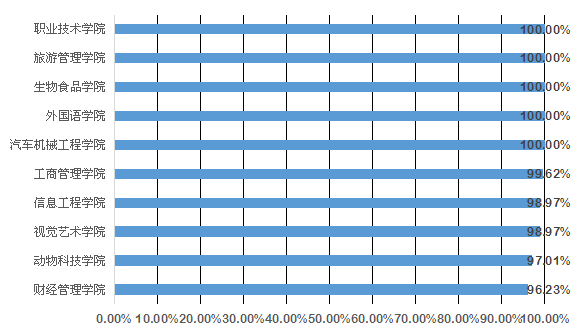 职业技术学院 100.00%
旅游管理学院 100.00%
生物食品学院 100.00%
外国语学院 100.00%
汽车机械工程学院 100.00%
工商管理学院 99.62%
信息工程学院 98.97%
视觉艺术学院 98.97%
动物科技学院 97.01%
财经管理学院 96.23%
0.00% 10.00% 20.00% 30.00% 40.00% 50.00% 60.00% 70.00% 80.00% 90.00% 100.00%